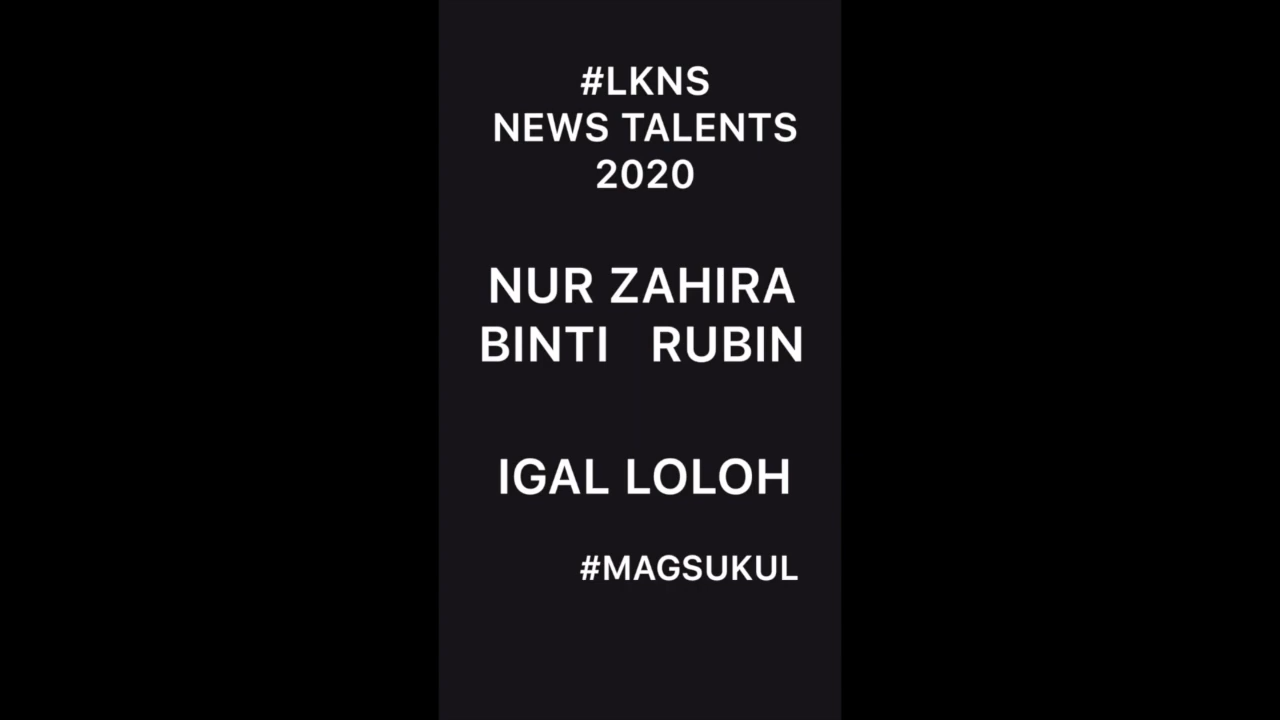 #LKNS
NEWS TALENTS
2020
NUR ZAHIRA
BINTI RUBIN
IGAL LOLOH
#MAGSUKUL